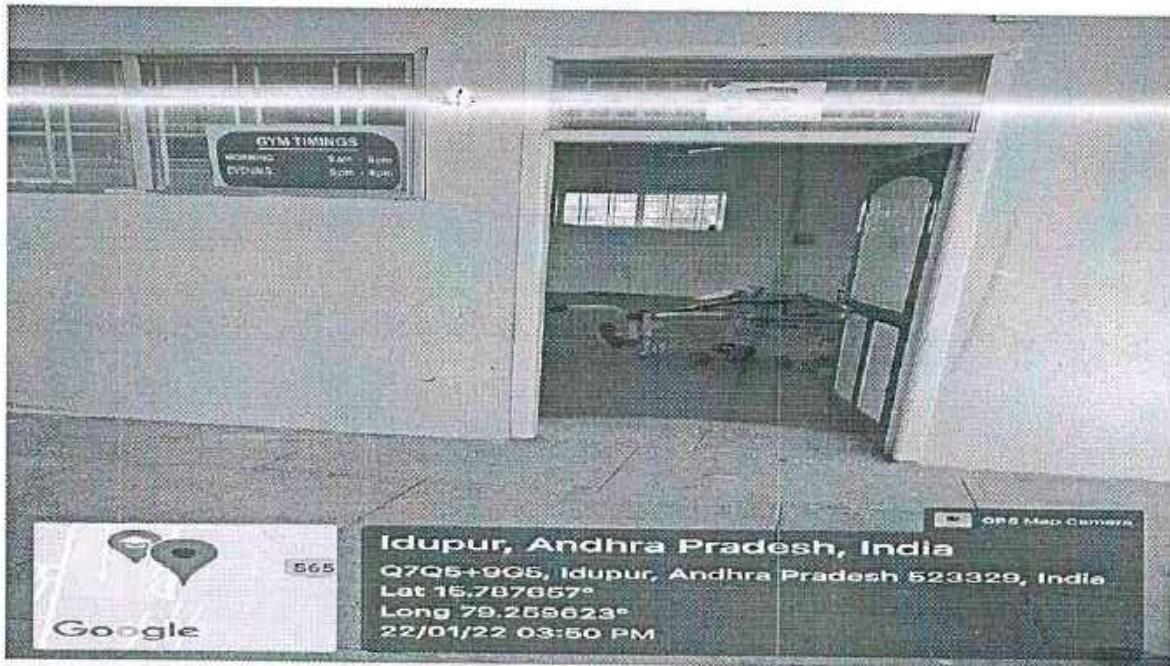 GYM TIMINGS
MORNING
EVENING
565
Google
GPS Map Camera
Idupur, Andhra Pradesh, India
Q7Q5+9G5, Idupur, Andhra Pradesh 523329, India
Lat 15.787657°
Long 79.259623°
22/01/22 03:50 PM